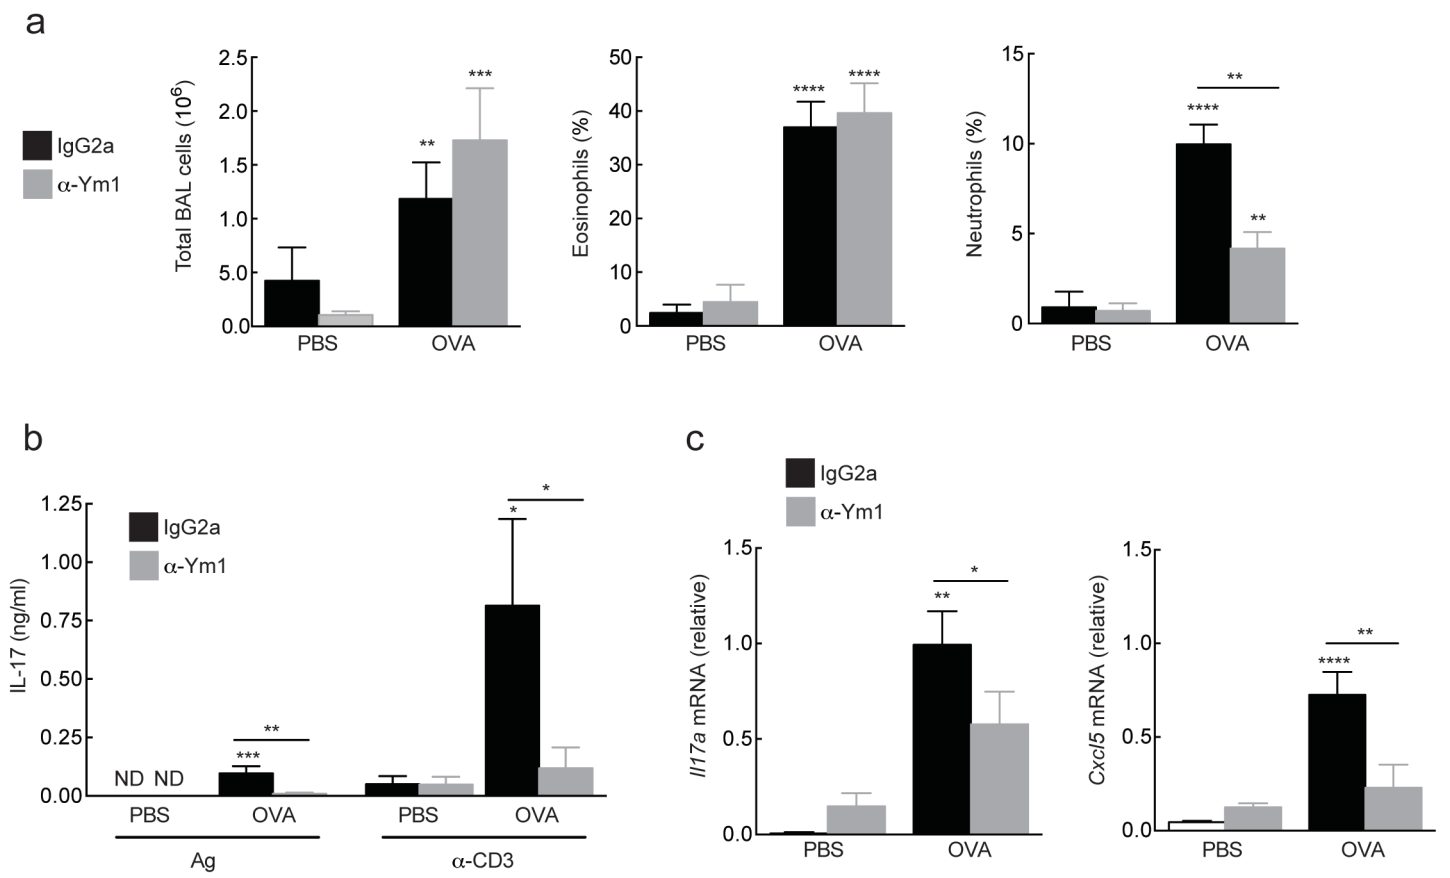 a
IgG2a
α-Ym1
Total BAL cells (10⁶)
2.5
2.0
1.5
1.0
5.0
0.0
**
***
PBS
OVA
Eosinophils (%)
50
40
30
20
10
0
****
****
PBS
OVA
Neutrophils (%)
15
10
5
0
**
****
**
PBS
OVA
b
IgG2a
α-Ym1
IL-17 (ng/ml)
1.25
1.00
0.75
0.50
0.25
0.00
ND ND
**
***
*
*
PBS
OVA
PBS
OVA
Ag
α-CD3
c
IgG2a
α-Ym1
Il17a mRNA (relative)
1.5
1.0
0.5
0.0
*
**
PBS
OVA
Cxcl5 mRNA (relative)
1.5
1.0
0.5
0.0
**
****
PBS
OVA